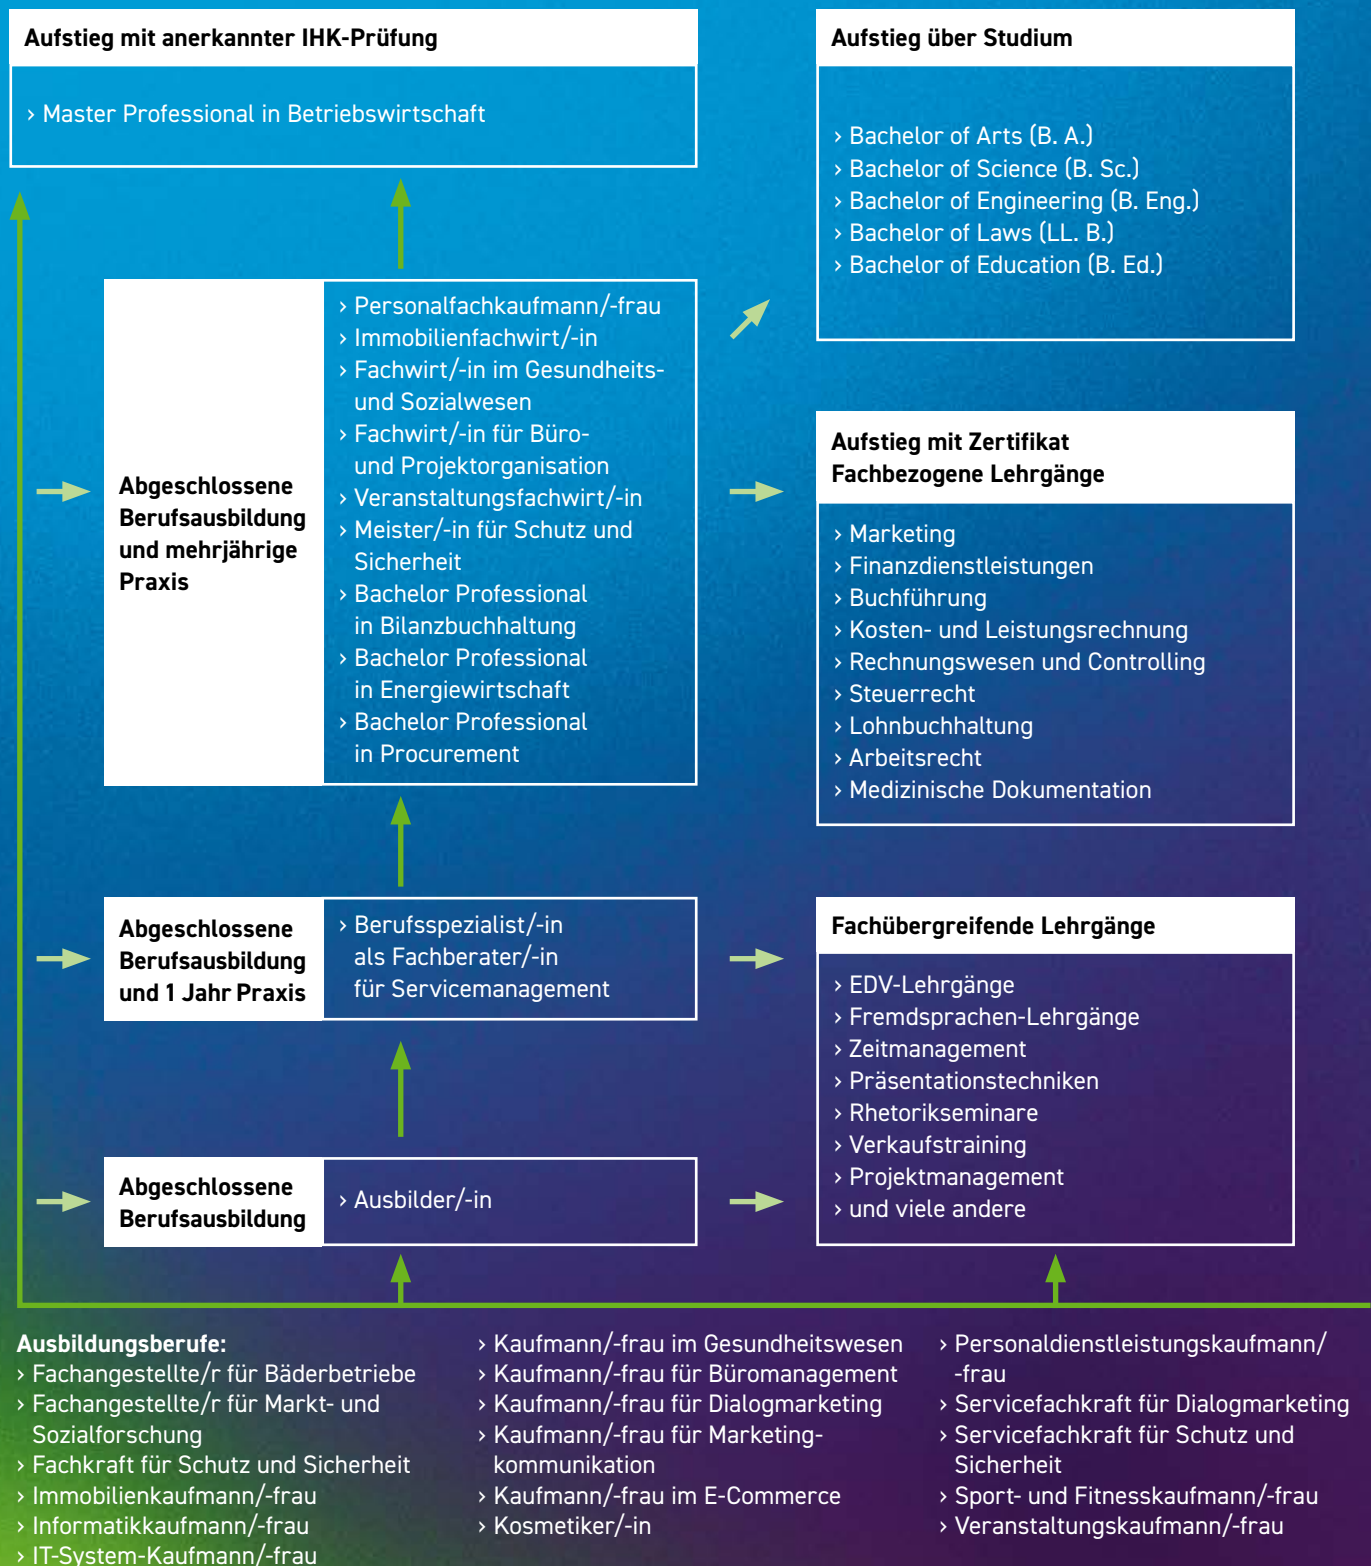 Aufstieg mit anerkannter IHK-Prüfung
› Master Professional in Betriebswirtschaft
Aufstieg über Studium
› Bachelor of Arts (B. A.)
› Bachelor of Science (B. Sc.)
› Bachelor of Engineering (B. Eng.)
› Bachelor of Laws (LL. B.)
› Bachelor of Education (B. Ed.)
Abgeschlossene
Berufsausbildung
und mehrjährige
Praxis
› Personalfachkaufmann/-frau
› Immobilienfachwirt/-in
› Fachwirt/-in im Gesundheits-
und Sozialwesen
› Fachwirt/-in für Büro-
und Projektorganisation
› Veranstaltungsfachwirt/-in
› Meister/-in für Schutz und
Sicherheit
› Bachelor Professional
in Bilanzbuchhaltung
› Bachelor Professional
in Energiewirtschaft
› Bachelor Professional
in Procurement
Aufstieg mit Zertifikat
Fachbezogene Lehrgänge
› Marketing
› Finanzdienstleistungen
› Buchführung
› Kosten- und Leistungsrechnung
› Rechnungswesen und Controlling
› Steuerrecht
› Lohnbuchhaltung
› Arbeitsrecht
› Medizinische Dokumentation
Abgeschlossene
Berufsausbildung
und 1 Jahr Praxis
› Berufsspezialist/-in
als Fachberater/-in
für Servicemanagement
Fachübergreifende Lehrgänge
› EDV-Lehrgänge
› Fremdsprachen-Lehrgänge
› Zeitmanagement
› Präsentationstechniken
› Rhetorikseminare
› Verkaufstraining
› Projektmanagement
› und viele andere
Abgeschlossene
Berufsausbildung
› Ausbilder/-in
Ausbildungsberufe:
› Fachangestellte/r für Bäderbetriebe
› Fachangestellte/r für Markt- und
Sozialforschung
› Fachkraft für Schutz und Sicherheit
› Immobilienkaufmann/-frau
› Informatikkaufmann/-frau
› IT-System-Kaufmann/-frau
› Kaufmann/-frau im Gesundheitswesen
› Kaufmann/-frau für Büromanagement
› Kaufmann/-frau für Dialogmarketing
› Kaufmann/-frau für Marketing-
kommunikation
› Kaufmann/-frau im E-Commerce
› Kosmetiker/-in
› Personaldienstleistungskaufmann/
-frau
› Servicefachkraft für Dialogmarketing
› Servicefachkraft für Schutz und
Sicherheit
› Sport- und Fitnesskaufmann/-frau
› Veranstaltungskaufmann/-frau